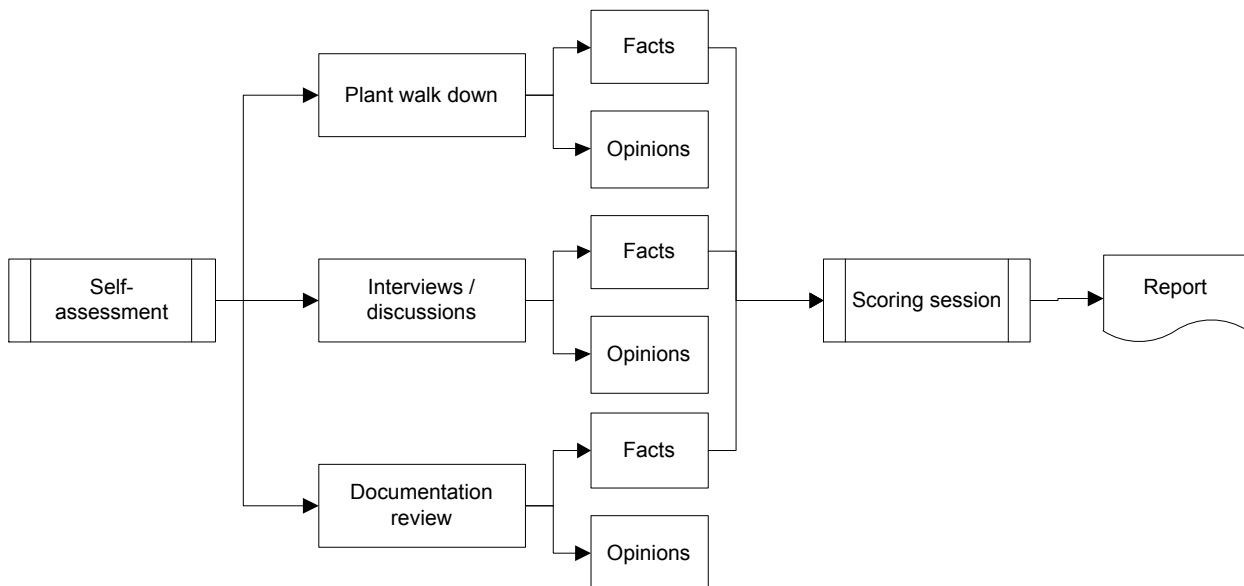 Facts
Plant walk down
Opinions
Facts
Self-
assessment
Interviews /
discussions
Scoring session
Report
Opinions
Facts
Documentation
review
Opinions